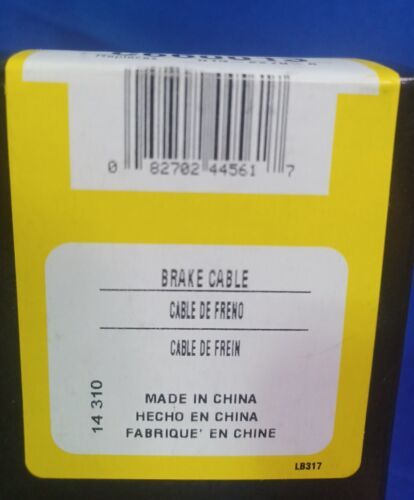 0 82702 44561 7
BRAKE CABLE
CABLE DE FRENO
CABLE DE FREIN
14 310
MADE IN CHINA
HECHO EN CHINA
FABRIQUE' EN CHINE
LB317